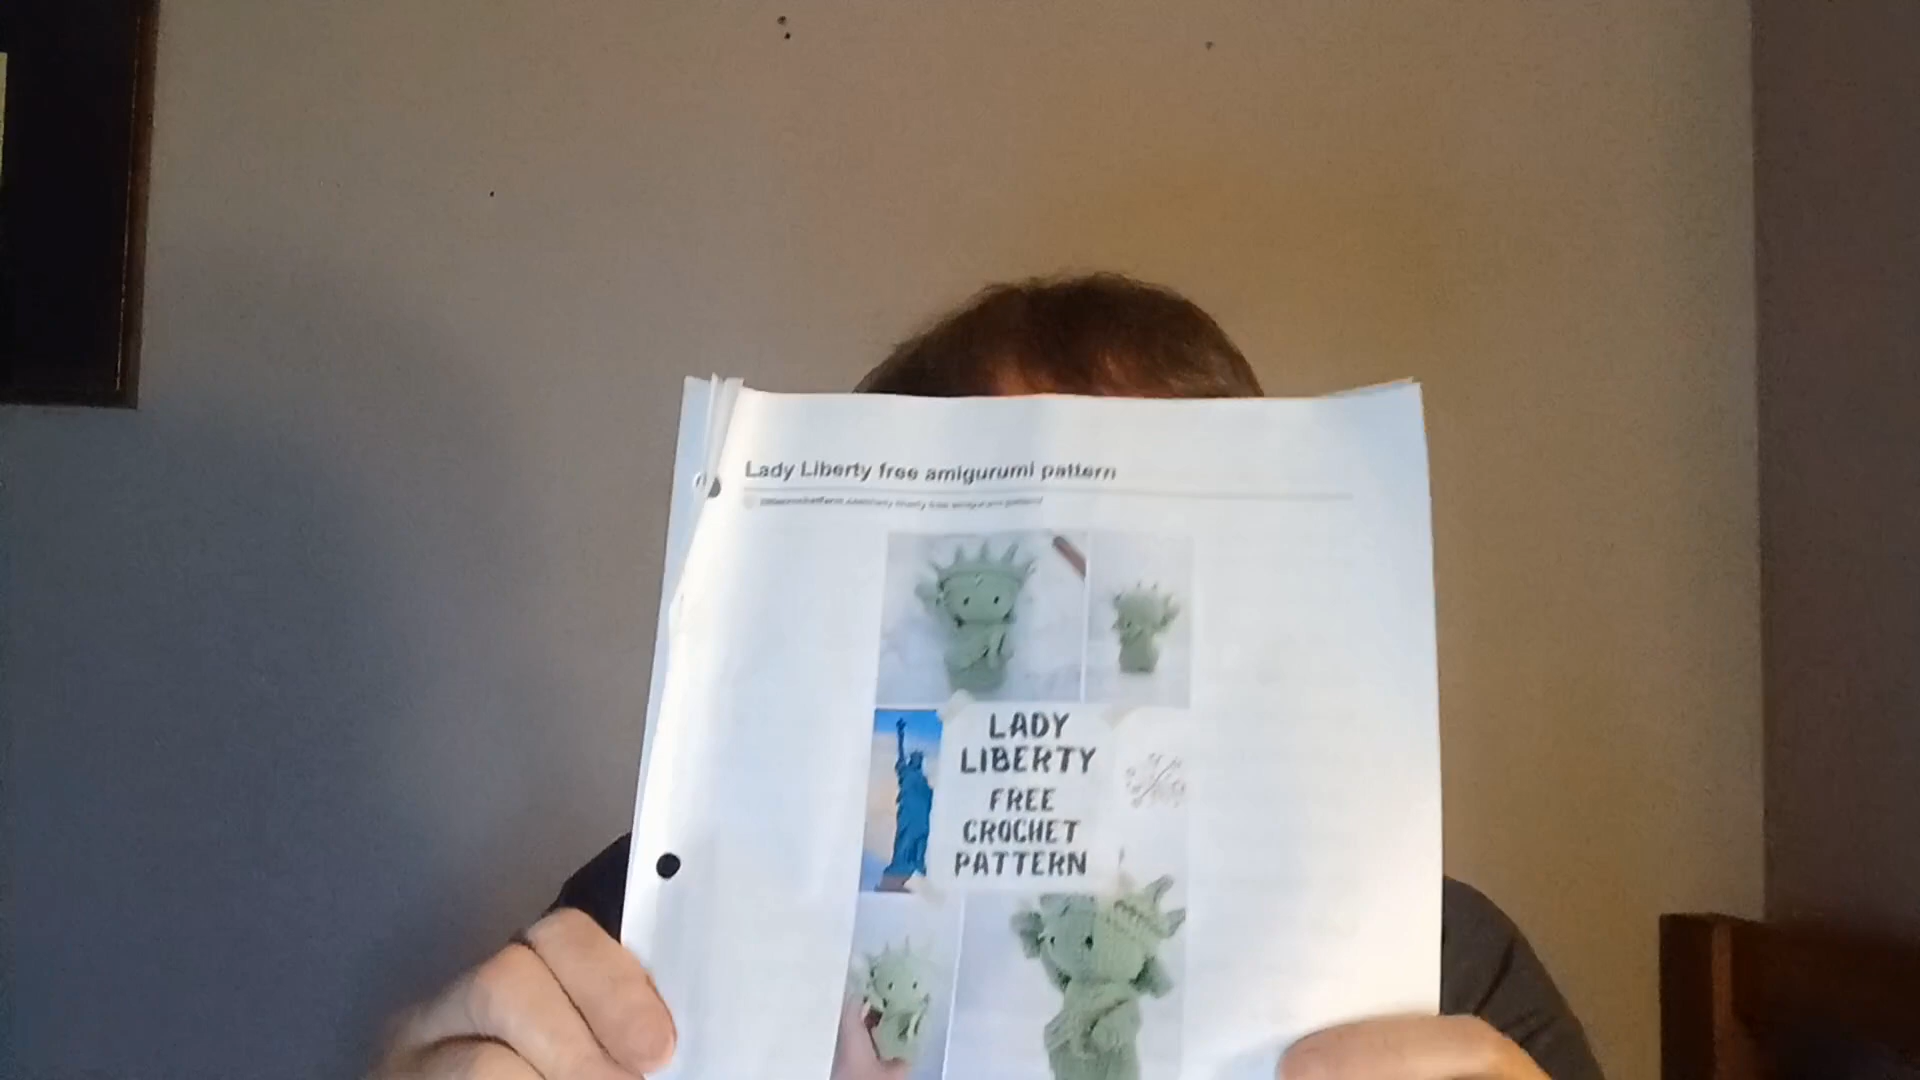 Lady Liberty free amigurumi pattern
LADY
LIBERTY
FREE
CROCHET
PATTERN